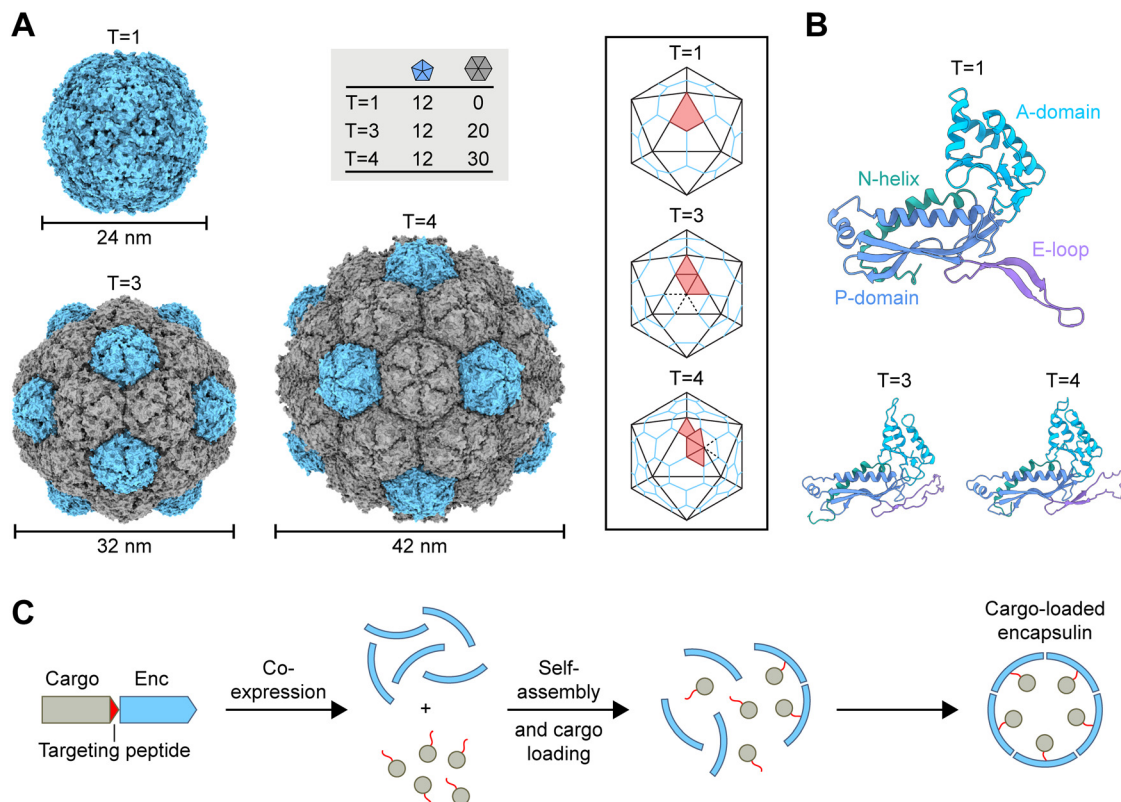 A
T=1
24 nm
T=1 12 0
T=3 12 20
T=4 12 30
T=3
32 nm
T=4
42 nm
T=1
T=3
T=4
B
T=1
A-domain
N-helix
E-loop
P-domain
T=3
T=4
C
Cargo
Enc
Targeting peptide
Co-
expression
+
Self-
assembly
and cargo
loading
Cargo-loaded
encapsulin